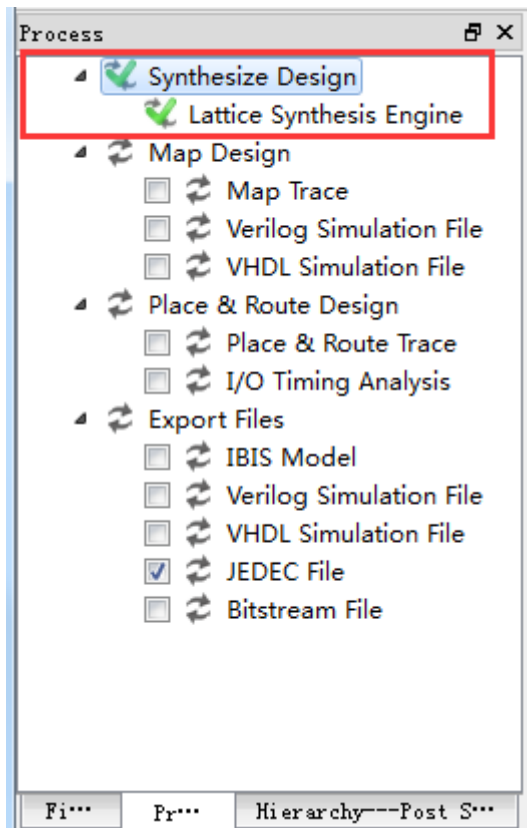 Process
Synthesize Design
Lattice Synthesis Engine
Map Design
Map Trace
Verilog Simulation File
VHDL Simulation File
Place & Route Design
Place & Route Trace
I/O Timing Analysis
Export Files
IBIS Model
Verilog Simulation File
VHDL Simulation File
JEDEC File
Bitstream File
Fi··· Pr··· Hierarchy---Post S···